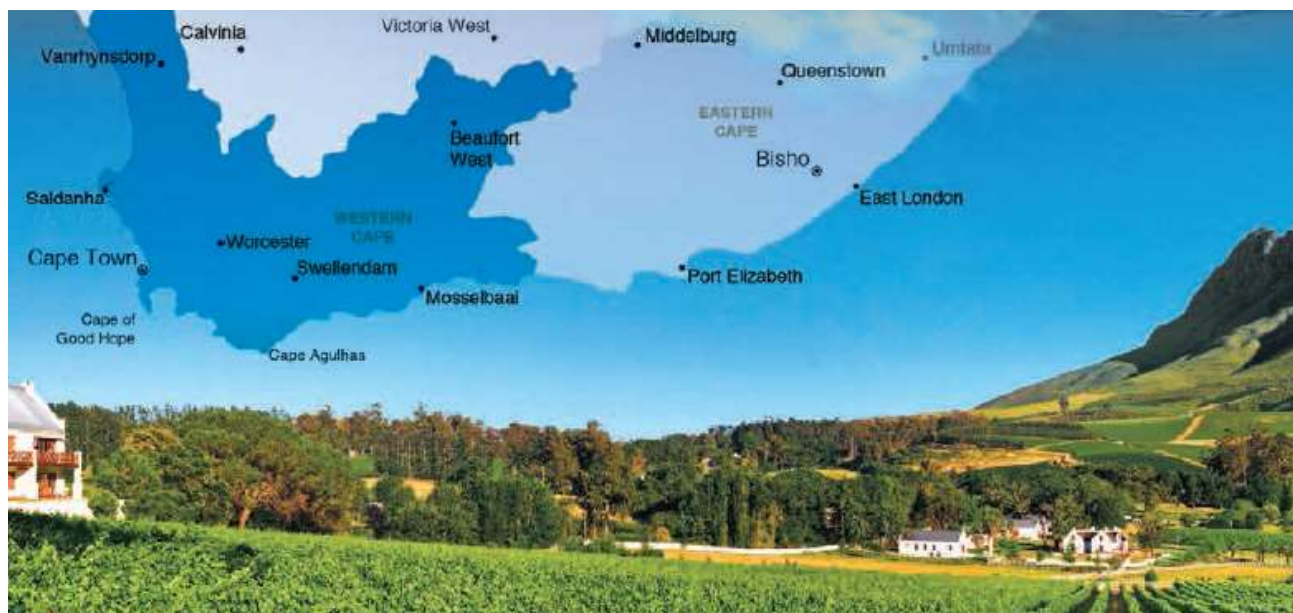 Calvinia
Victoria West
Middelburg
Umtata
Vanrhynsdorp
Queenstown
EASTERN
CAPE
Beaufort
West
Bisho
Saldanha
East London
WESTERN
CAPE
Worcester
Cape Town
Swellendam
Port Elizabeth
Mosselbaai
Cape of
Good Hope
Cape Agulhas